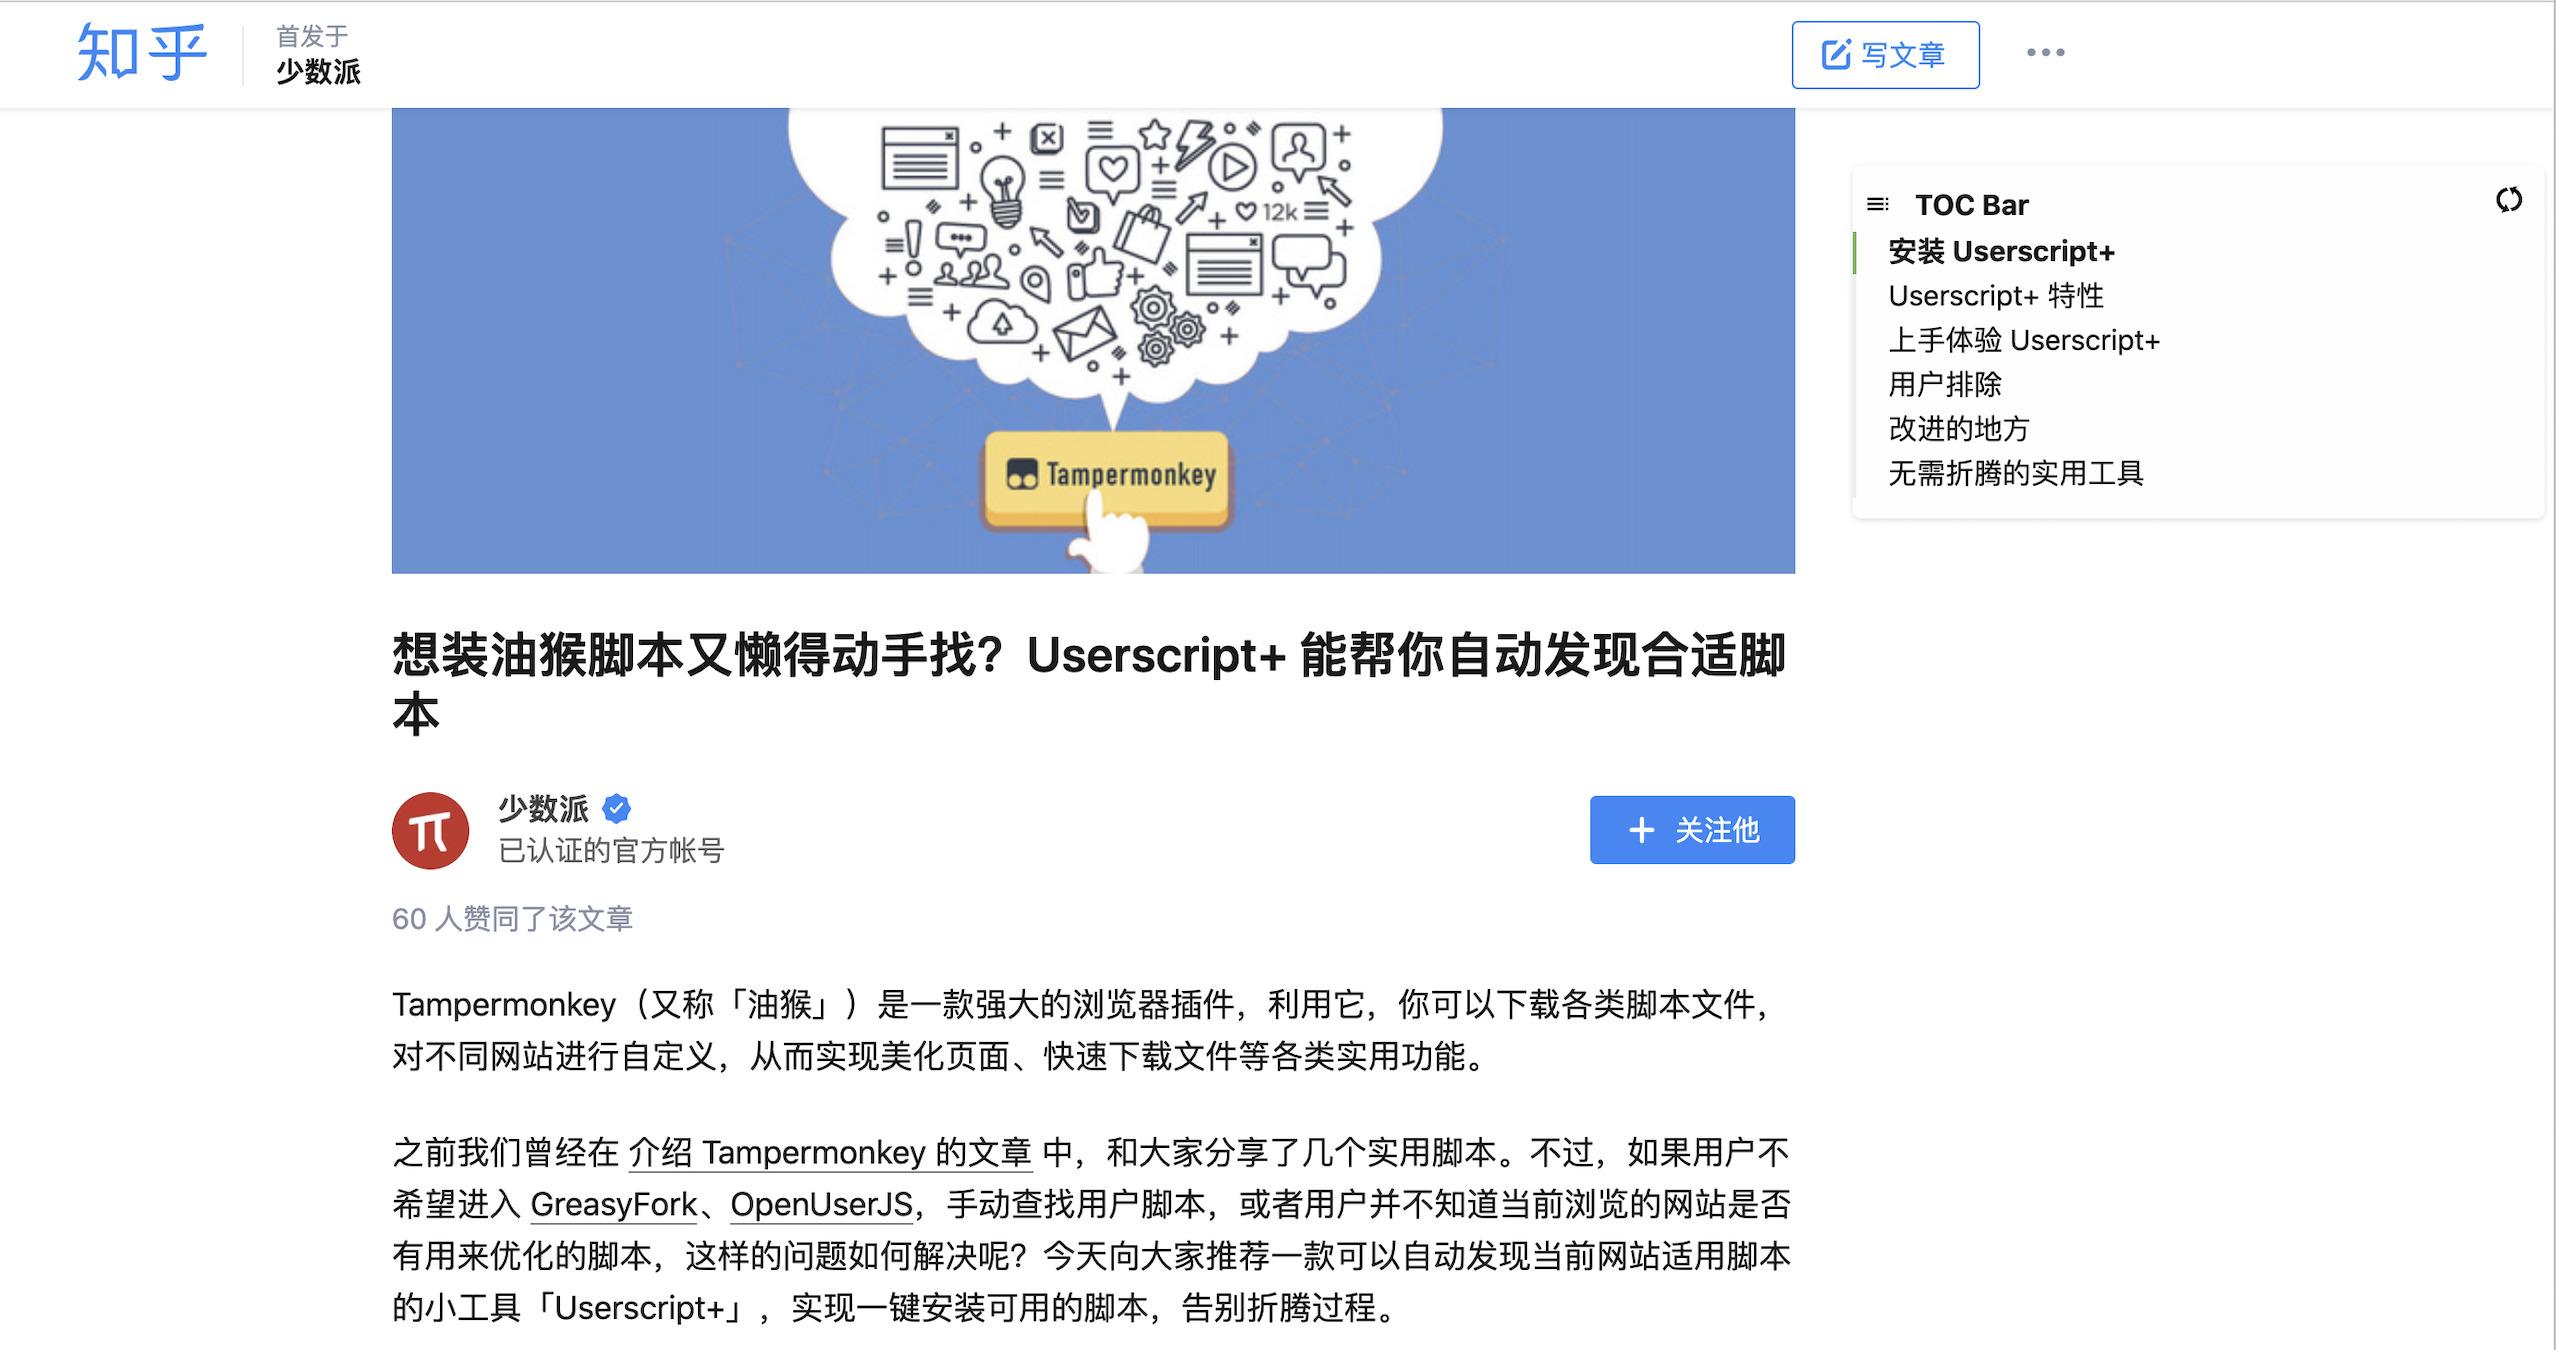 知乎
首发于
少数派
写文章
12k
Tampermonkey
TOC Bar
安装 Userscript+
Userscript+ 特性
上手体验 Userscript+
用户排除
改进的地方
无需折腾的实用工具
想装油猴脚本又懒得动手找？Userscript+ 能帮你自动发现合适脚
本
少数派
已认证的官方帐号
关注他
60 人赞同了该文章
Tampermonkey（又称「油猴」）是一款强大的浏览器插件，利用它，你可以下载各类脚本文件，
对不同网站进行自定义，从而实现美化页面、快速下载文件等各类实用功能。
之前我们曾经在 介绍 Tampermonkey 的文章 中，和大家分享了几个实用脚本。不过，如果用户不
希望进入 GreasyFork、OpenUserJS，手动查找用户脚本，或者用户并不知道当前浏览的网站是否
有用来优化的脚本，这样的问题如何解决呢？今天向大家推荐一款可以自动发现当前网站适用脚本
的小工具「Userscript+」，实现一键安装可用的脚本，告别折腾过程。